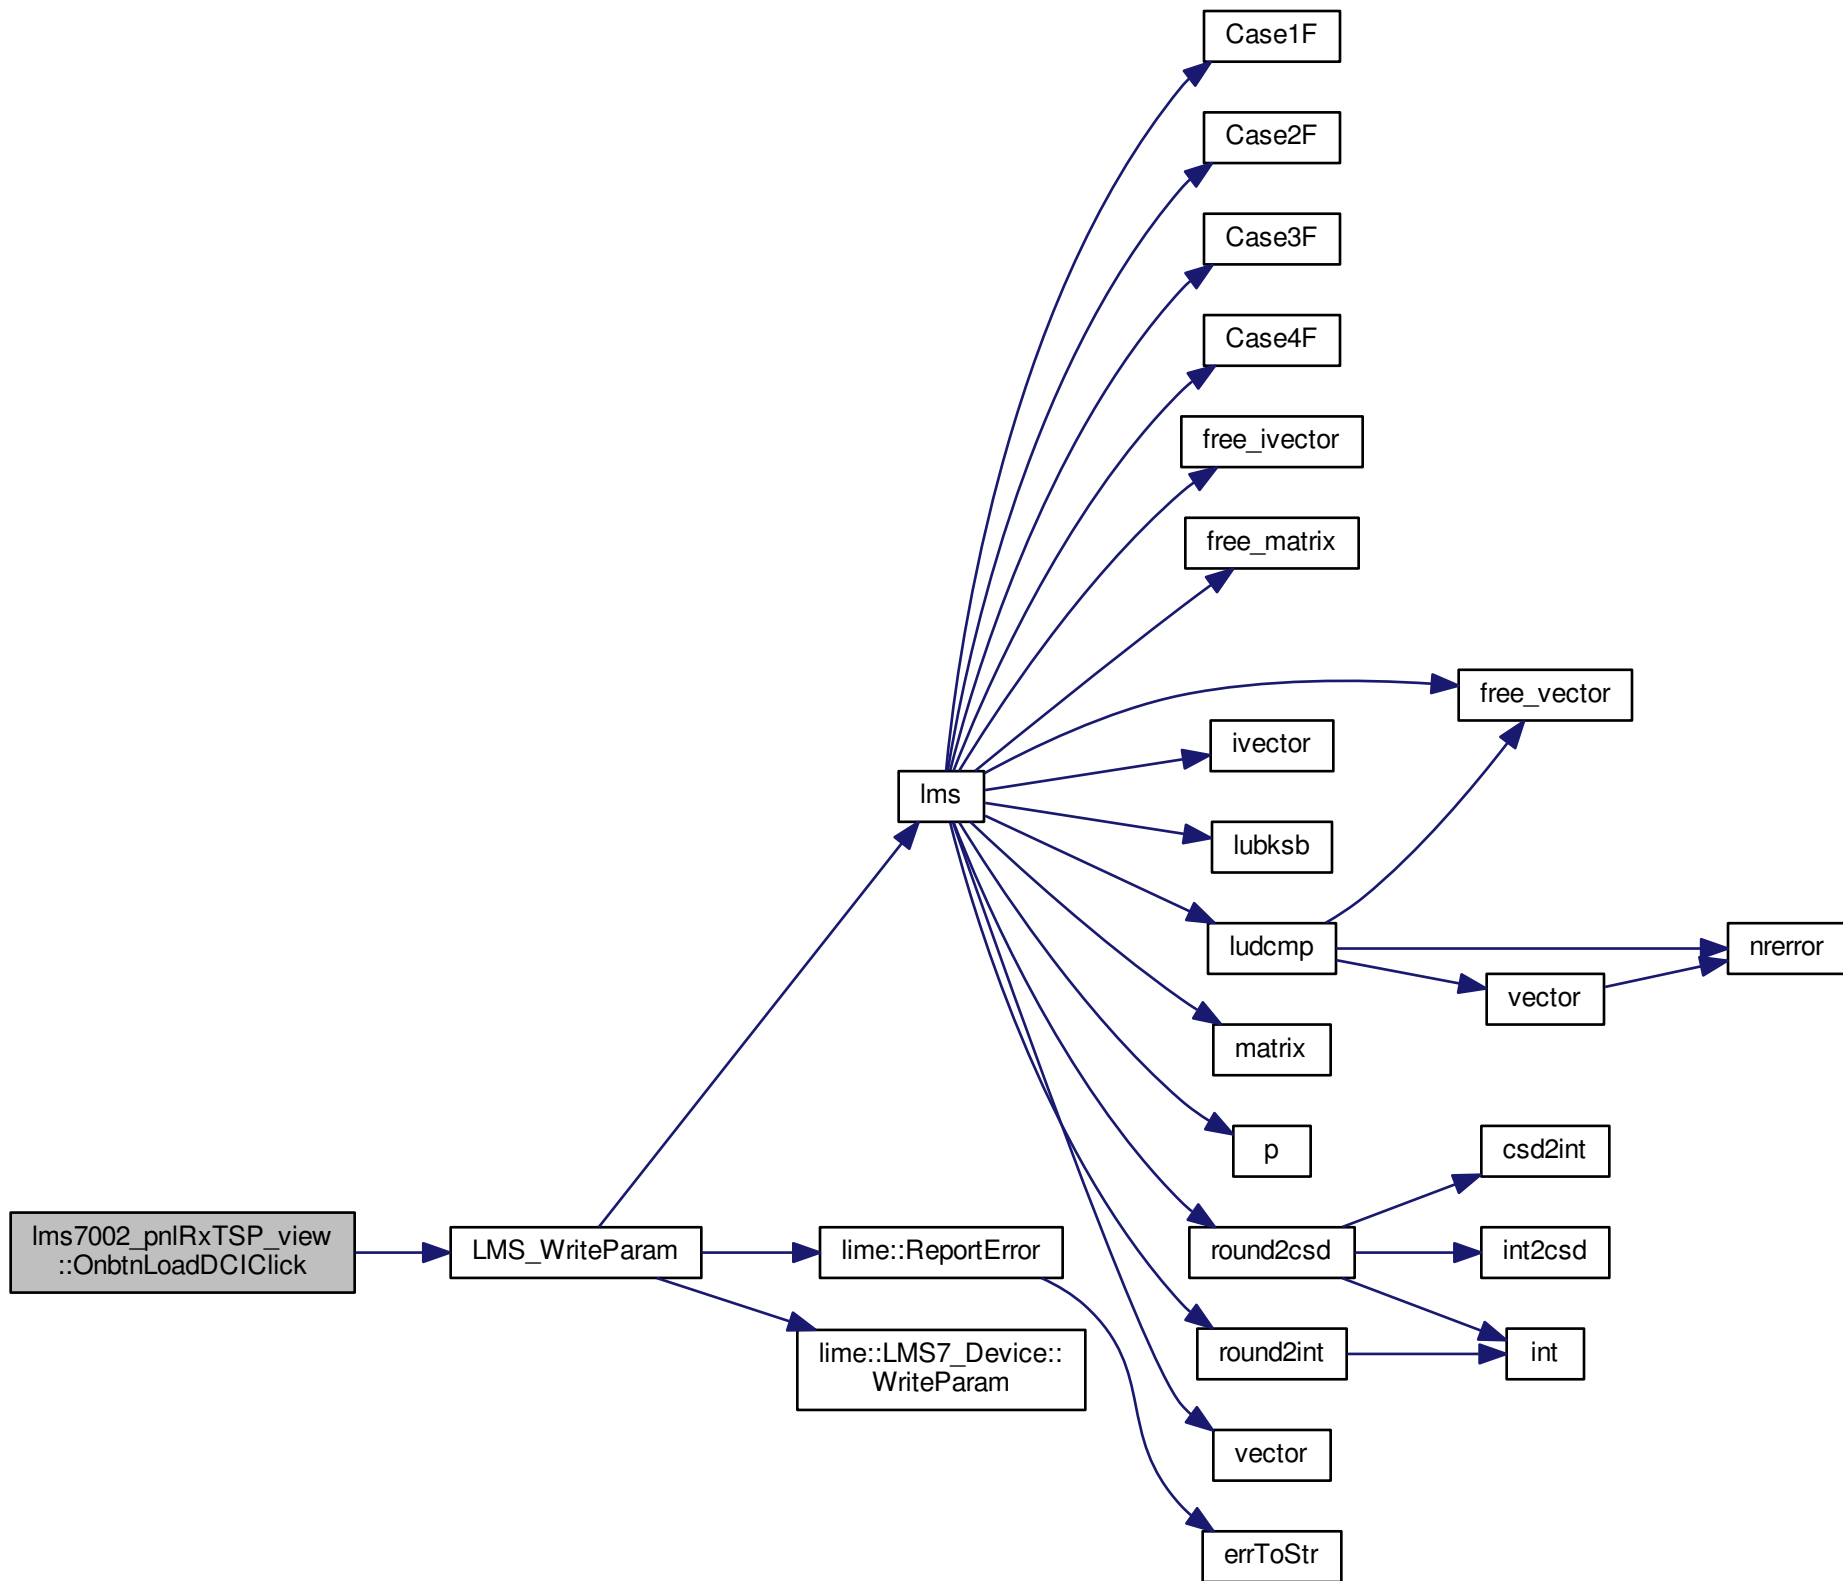 Case1F
Case2F
Case3F
Case4F
free_ivector
free_matrix
free_vector
ivector
lms
lubksb
ludcmp
nrerror
vector
matrix
p
csd2int
lms7002_pnlRxTSP_view
::OnbtnLoadDCIClick
LMS_WriteParam
lime::ReportError
round2csd
int2csd
lime::LMS7_Device::
WriteParam
round2int
int
vector
errToStr